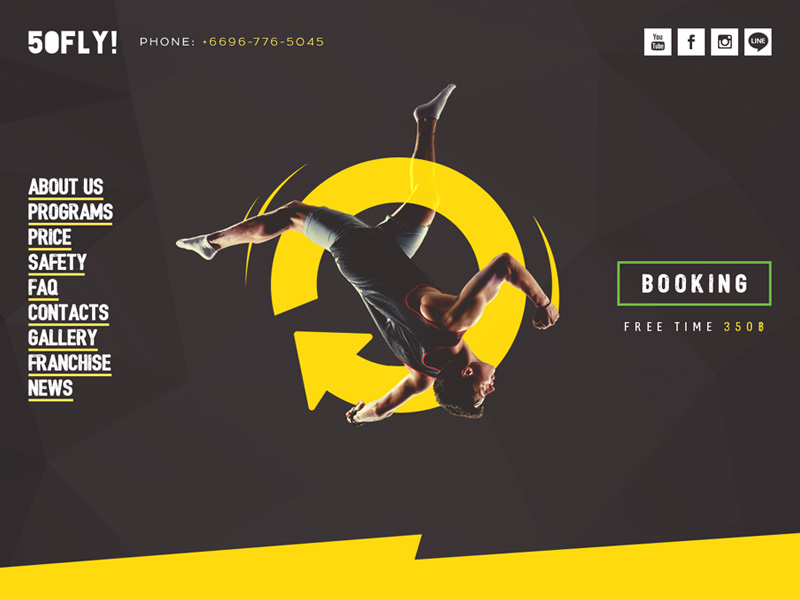 50FLY!
PHONE: +6696-776-5045
You
Tube
f
LINE
ABOUT US
PROGRAMS
PRICE
SAFETY
FAQ
CONTACTS
GALLERY
FRANCHISE
NEWS
BOOKING
FREE TIME 350฿